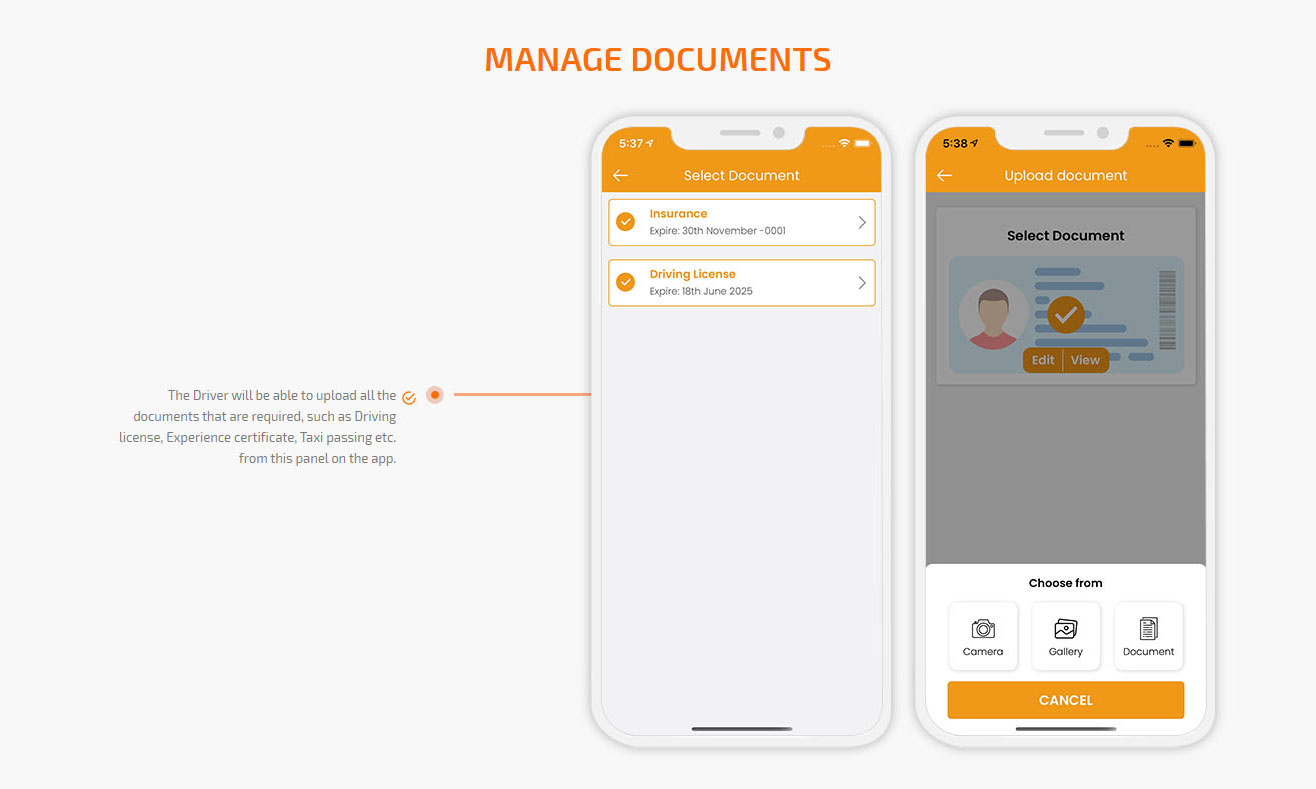 MANAGE DOCUMENTS
The Driver will be able to upload all the
documents that are required, such as Driving
license, Experience certificate, Taxi passing etc.
from this panel on the app.
5:37
Select Document
Insurance
Expire: 30th November -0001
Driving License
Expire: 18th June 2025
5:38
Upload document
Select Document
Edit View
Choose from
Camera Gallery Document
CANCEL